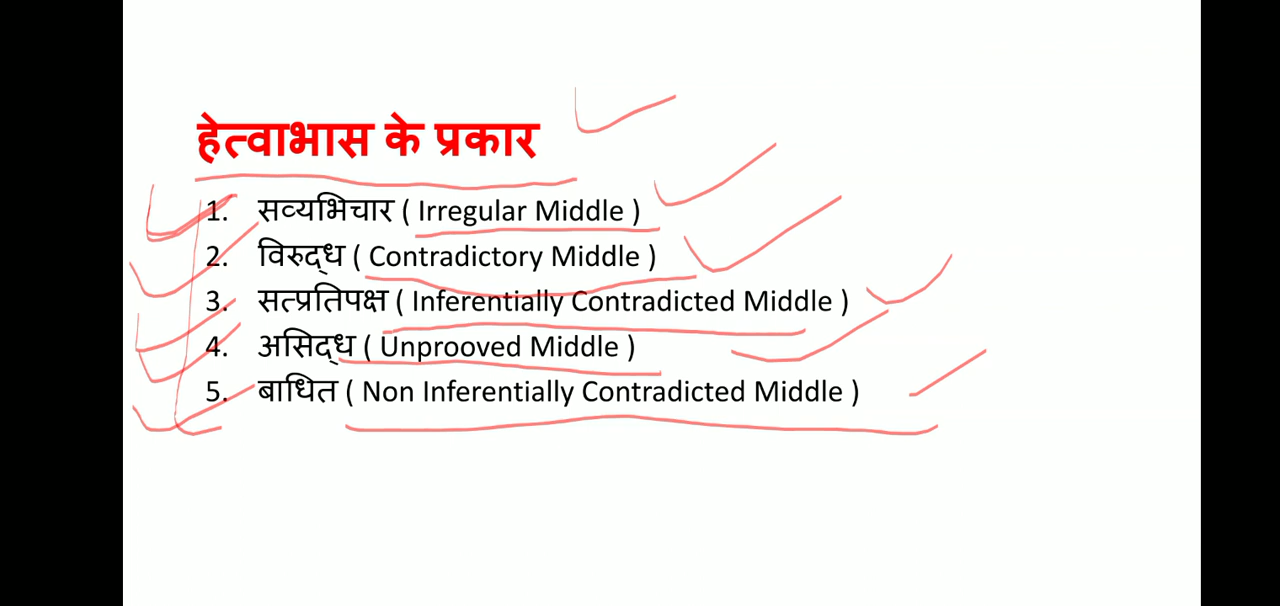 हेत्वाभास के प्रकार
1. सव्यभिचार ( Irregular Middle )
2. विरुद्ध ( Contradictory Middle )
3. सत्प्रतिपक्ष ( Inferentially Contradicted Middle )
4. असिद्ध ( Unprooved Middle )
5. बाधित ( Non Inferentially Contradicted Middle )